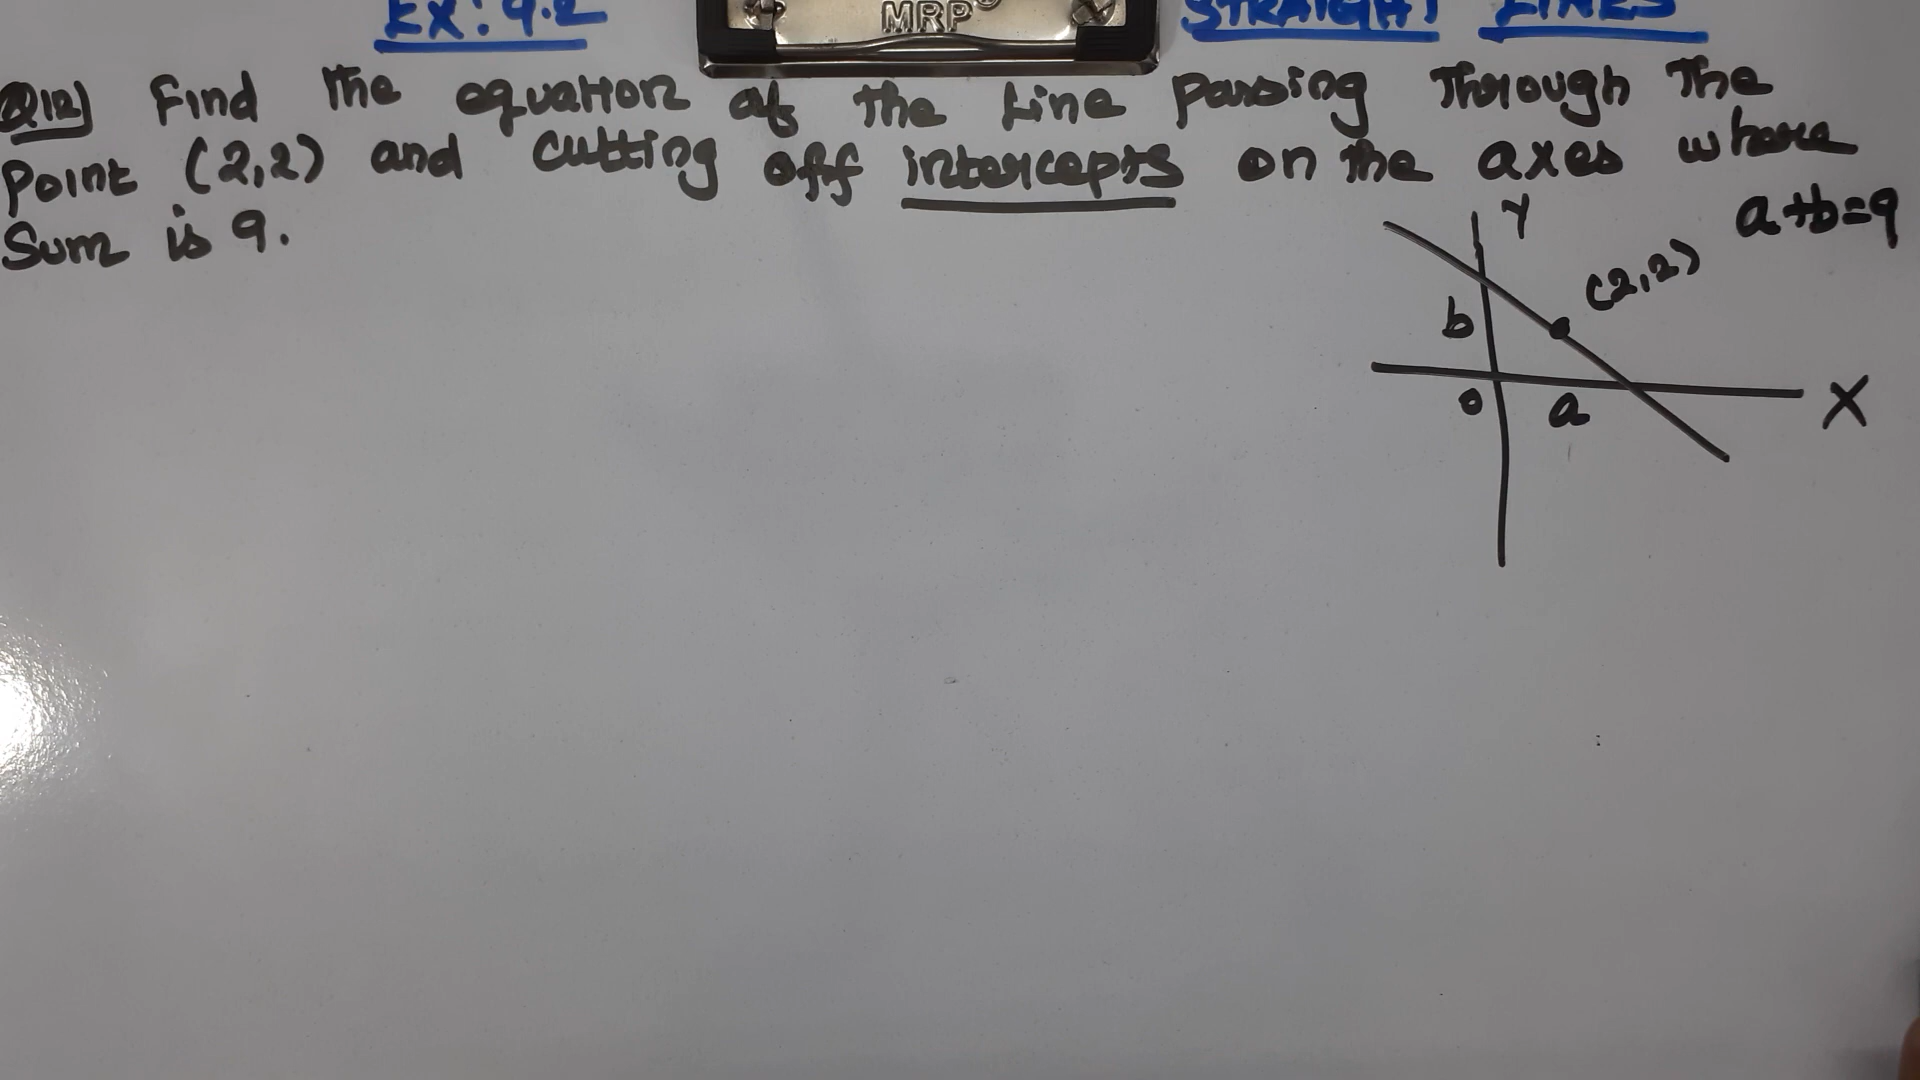 EX: 9.2
MRP
STRAIGHT LINES
Q12) Find the equation of the Line passing Through The
Point (2,2) and cutting off intercepts on the axes whose
Sum is 9.
a+b=9
Y
(2,2)
b
o a
X